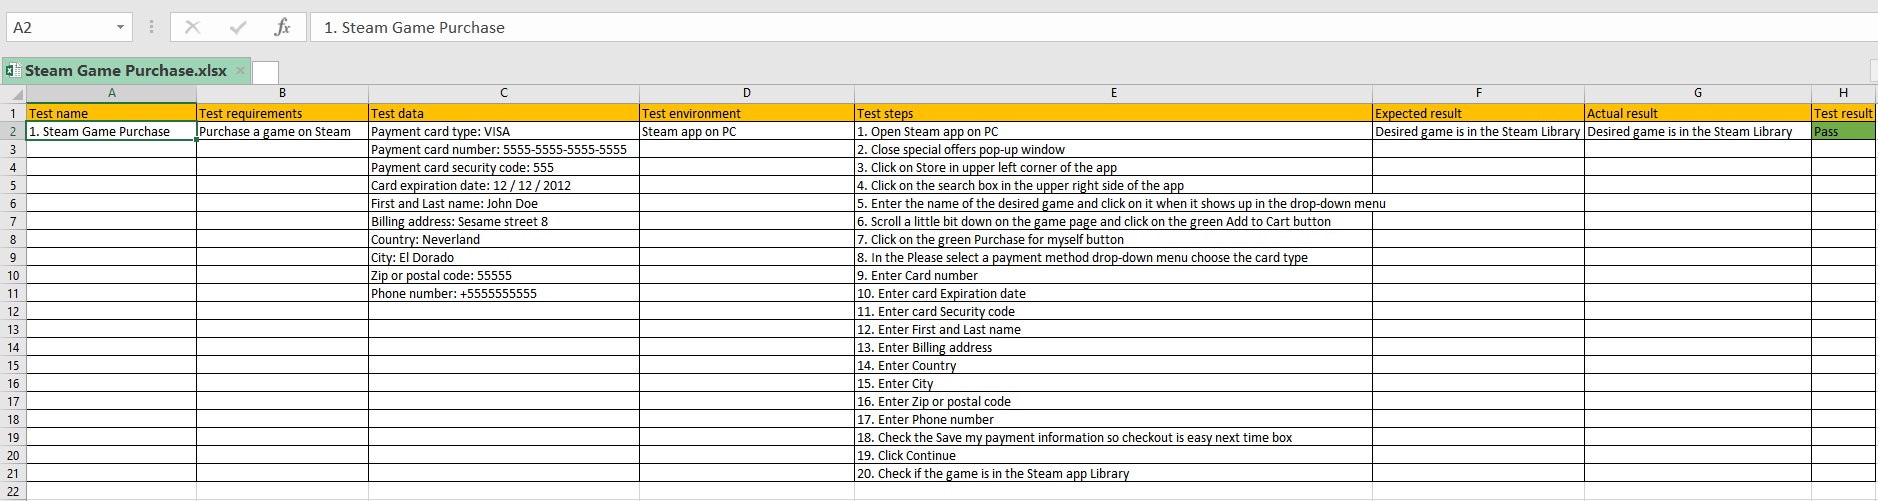 A2 fx 1. Steam Game Purchase
Steam Game Purchase.xlsx
A B C D E F G H
1 Test name Test requirements Test data Test environment Test steps Expected result Actual result Test result
2 1. Steam Game Purchase Purchase a game on Steam Payment card type: VISA Steam app on PC 1. Open Steam app on PC Desired game is in the Steam Library Desired game is in the Steam Library Pass
3 Payment card number: 5555-5555-5555-5555 2. Close special offers pop-up window
4 Payment card security code: 555 3. Click on Store in upper left corner of the app
5 Card expiration date: 12 / 12 / 2012 4. Click on the search box in the upper right side of the app
6 First and Last name: John Doe 5. Enter the name of the desired game and click on it when it shows up in the drop-down menu
7 Billing address: Sesame street 8 6. Scroll a little bit down on the game page and click on the green Add to Cart button
8 Country: Neverland 7. Click on the green Purchase for myself button
9 City: El Dorado 8. In the Please select a payment method drop-down menu choose the card type
10 Zip or postal code: 55555 9. Enter Card number
11 Phone number: +5555555555 10. Enter card Expiration date
12 11. Enter card Security code
13 12. Enter First and Last name
14 13. Enter Billing address
15 14. Enter Country
16 15. Enter City
17 16. Enter Zip or postal code
18 17. Enter Phone number
19 18. Check the Save my payment information so checkout is easy next time box
20 19. Click Continue
21 20. Check if the game is in the Steam app Library
22